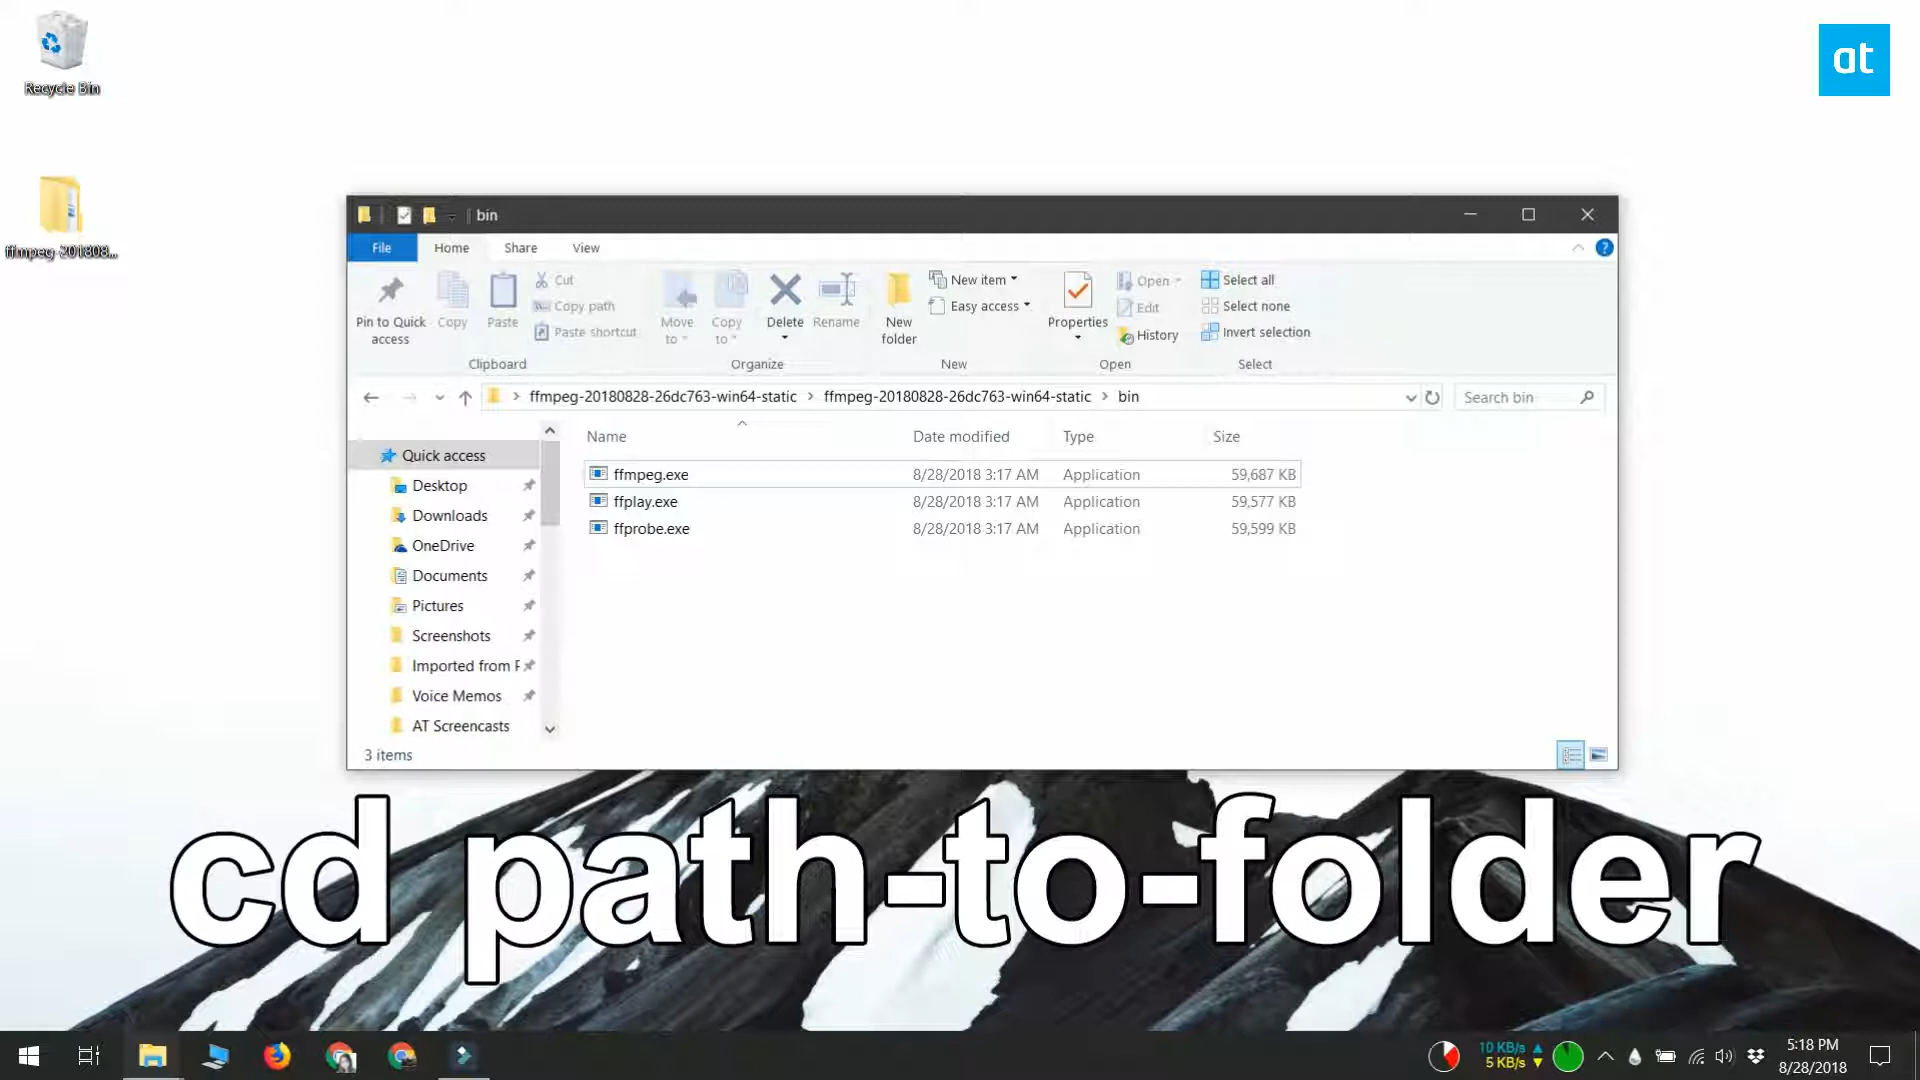 Recycle Bin
at
ffmpeg-201808...
bin
File Home Share View
Pin to Quick access
Copy
Paste
Cut
Copy path
Paste shortcut
Clipboard
Move to
Copy to
Delete
Rename
Organize
New folder
New item
Easy access
New
Properties
Open
Edit
History
Open
Select all
Select none
Invert selection
Select
ffmpeg-20180828-26dc763-win64-static > ffmpeg-20180828-26dc763-win64-static > bin
Search bin
Quick access
Desktop
Downloads
OneDrive
Documents
Pictures
Screenshots
Imported from F
Voice Memos
AT Screencasts
Name Date modified Type Size
ffmpeg.exe 8/28/2018 3:17 AM Application 59,687 KB
ffplay.exe 8/28/2018 3:17 AM Application 59,577 KB
ffprobe.exe 8/28/2018 3:17 AM Application 59,599 KB
3 items
cd path-to-folder
10 KB/s
5 KB/s
5:18 PM
8/28/2018